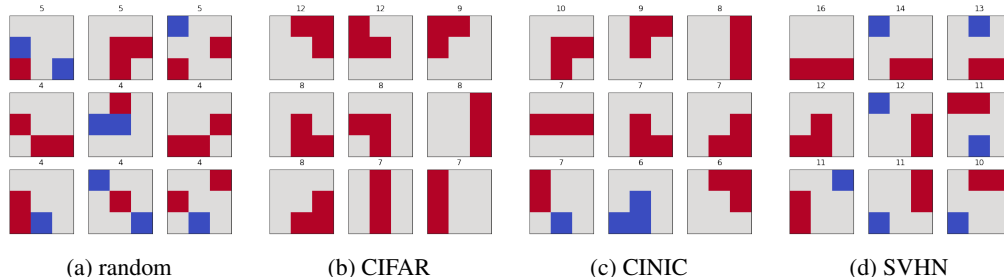 5 5 5 12 12 9 10 9 8 16 14 13
4 4 4 8 8 8 7 7 7 12 12 11
4 4 4 8 7 7 7 6 6 11 11 10
(a) random (b) CIFAR (c) CINIC (d) SVHN